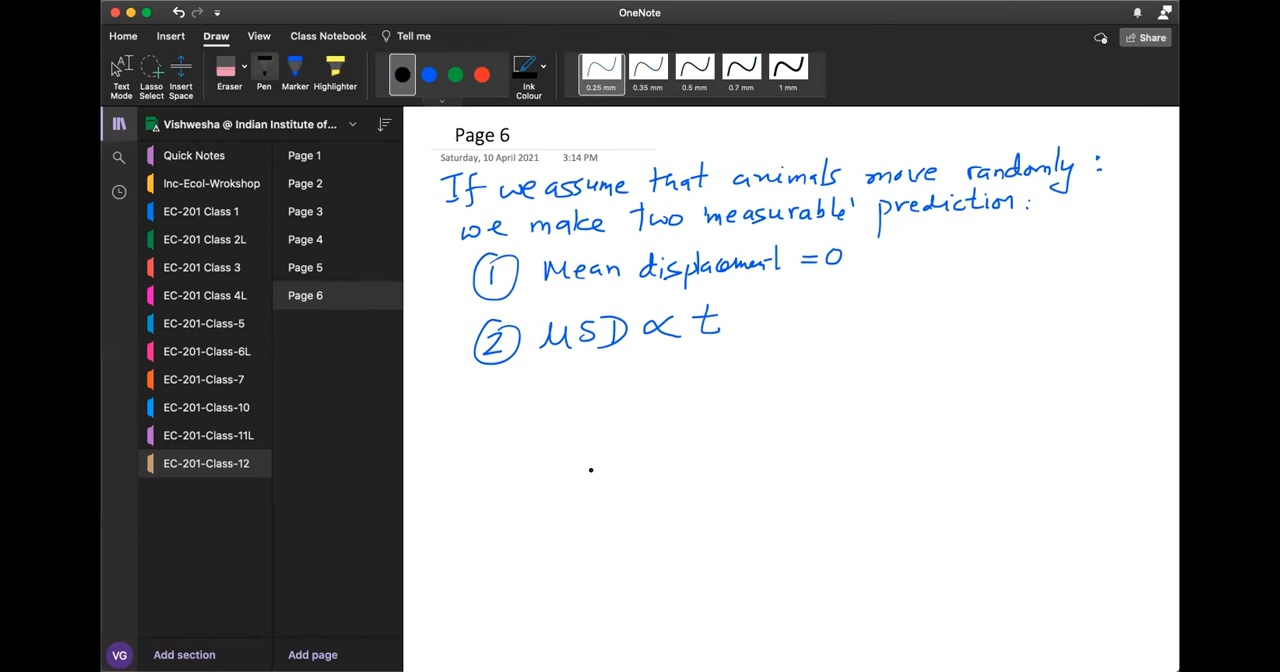 OneNote
Home Insert Draw View Class Notebook Tell me
Share
Text Mode
Lasso Select
Insert Space
Eraser
Pen
Marker
Highlighter
Ink Colour
0.25 mm
0.35 mm
0.5 mm
0.7 mm
1 mm
Vishwesha @ Indian Institute of...
Quick Notes
Inc-Ecol-Wrokshop
EC-201 Class 1
EC-201 Class 2L
EC-201 Class 3
EC-201 Class 4L
EC-201-Class-5
EC-201-Class-6L
EC-201-Class-7
EC-201-Class-10
EC-201-Class-11L
EC-201-Class-12
Page 1
Page 2
Page 3
Page 4
Page 5
Page 6
VG
Add section
Add page
Page 6
Saturday, 10 April 2021 3:14 PM
If we assume that animals move randomly :
we make two 'measurable' prediction :
① Mean displacement = 0
② MSD ∝ t